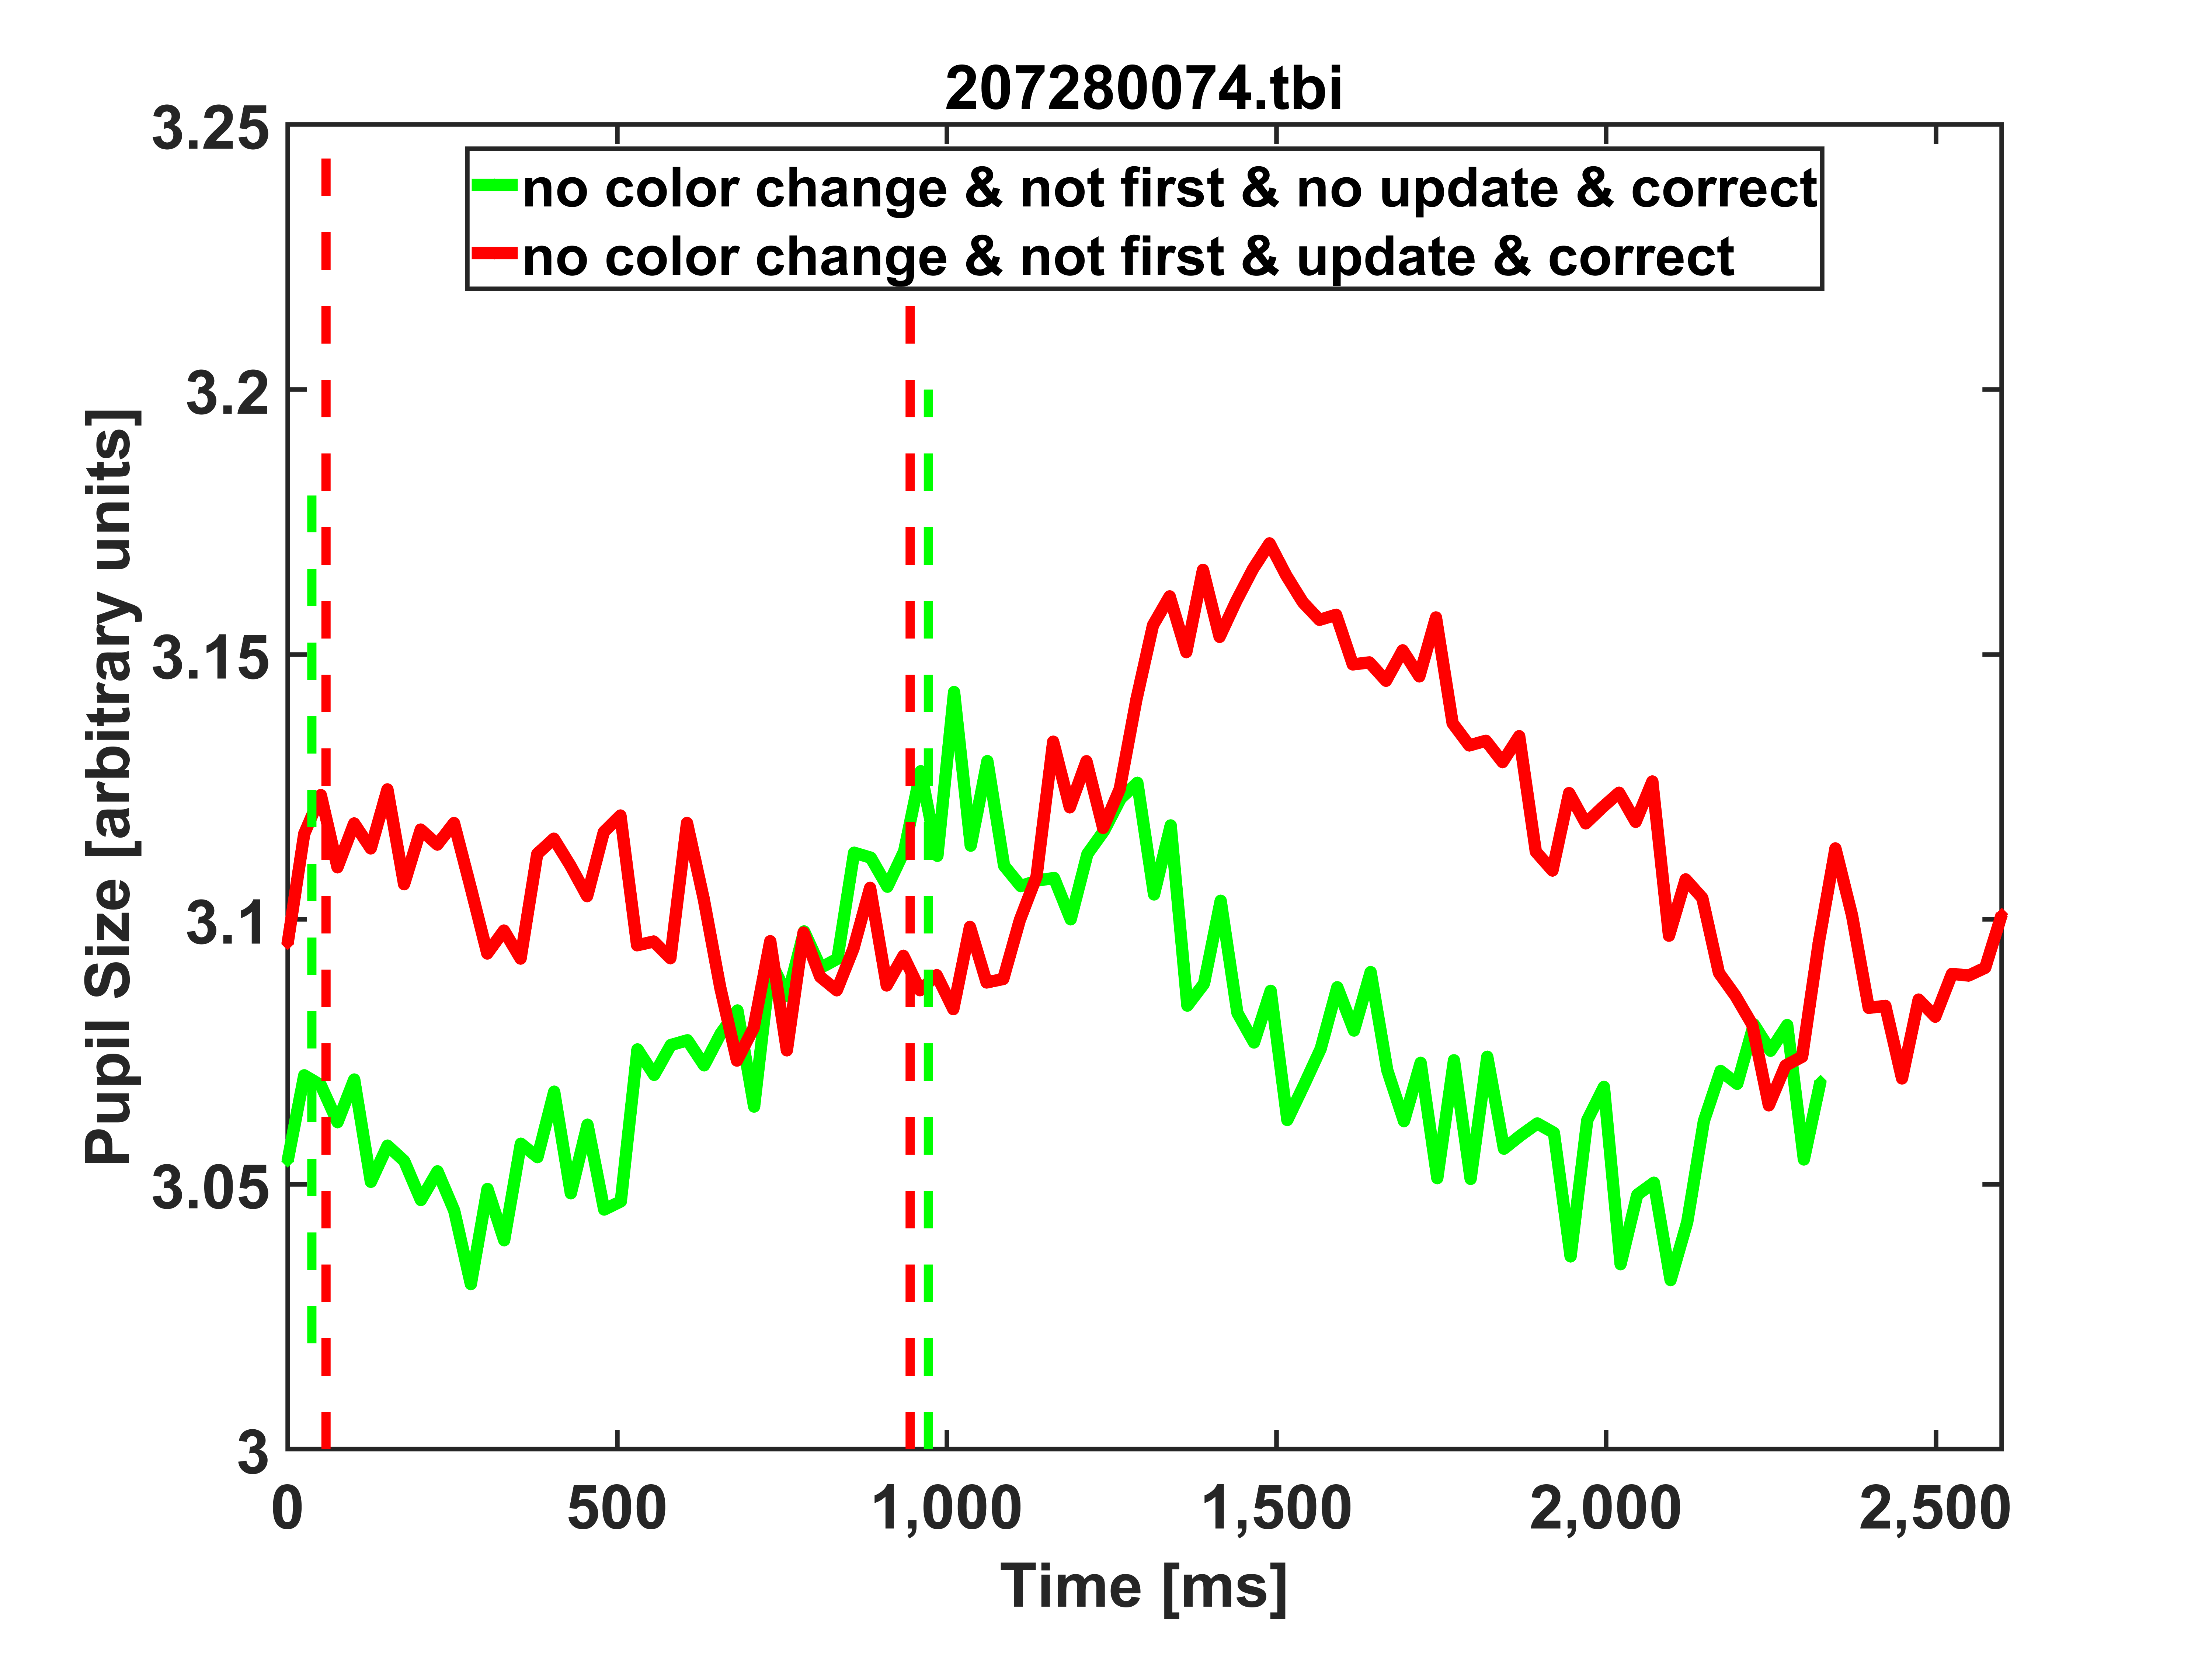 207280074.tbi
no color change & not first & no update & correct
no color change & not first & update & correct
Pupil Size [arbitrary units]
3.25
3.2
3.15
3.1
3.05
3
0 500 1,000 1,500 2,000 2,500
Time [ms]